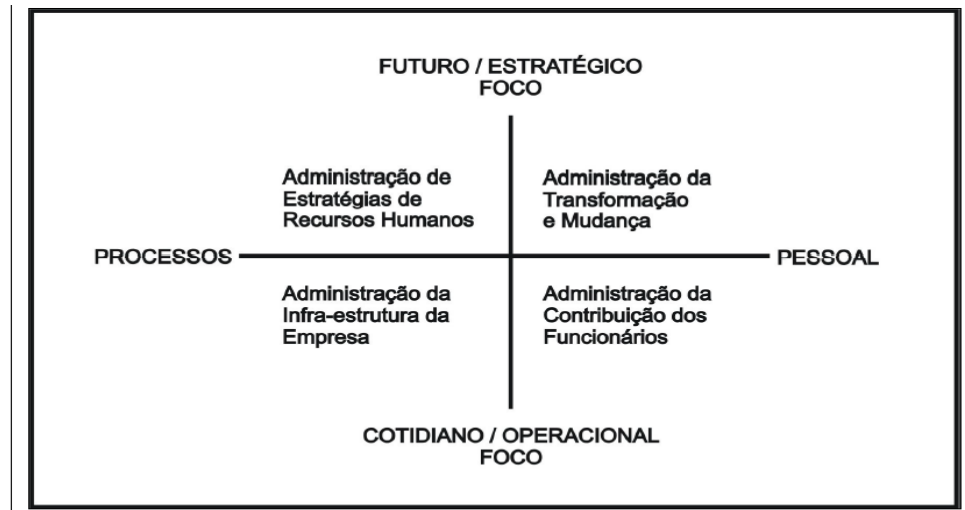 FUTURO / ESTRATÉGICO
FOCO
Administração de
Estratégias de
Recursos Humanos
Administração da
Transformação
e Mudança
PROCESSOS
PESSOAL
Administração da
Infra-estrutura da
Empresa
Administração da
Contribuição dos
Funcionários
COTIDIANO / OPERACIONAL
FOCO